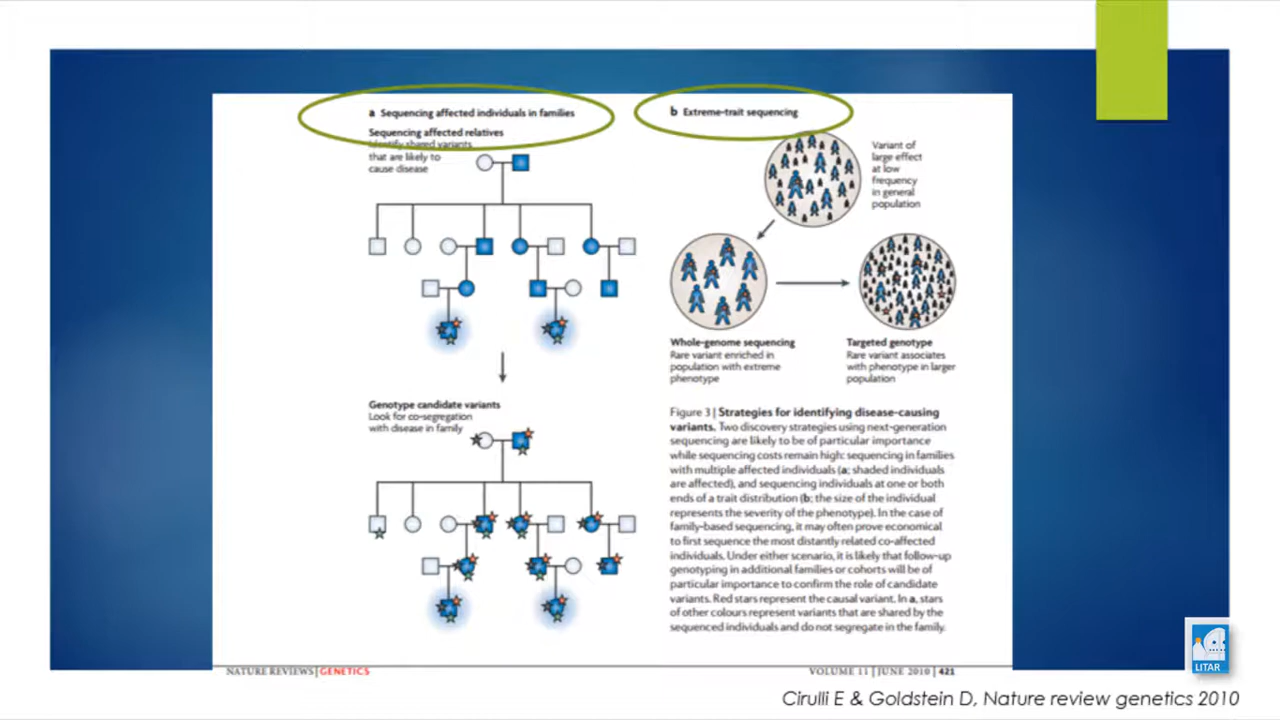 a Sequencing affected individuals in families
Sequencing affected relatives
Identify shared variants
that are likely to
cause disease
Genotype candidate variants
Look for co-segregation
with disease in family
b Extreme-trait sequencing
Variant of
large effect
at low
frequency
in general
population
Whole-genome sequencing
Rare variant enriched in
population with extreme
phenotype
Targeted genotype
Rare variant associates
with phenotype in larger
population
Figure 3 | Strategies for identifying disease-causing
variants. Two discovery strategies using next-generation
sequencing are likely to be of particular importance
while sequencing costs remain high: sequencing in families
with multiple affected individuals (a; shaded individuals
are affected), and sequencing individuals at one or both
ends of a trait distribution (b; the size of the individual
represents the severity of the phenotype). In the case of
family-based sequencing, it may often prove economical
to first sequence the most distantly related co-affected
individuals. Under either scenario, it is likely that follow-up
genotyping in additional families or cohorts will be of
particular importance to confirm the role of candidate
variants. Red stars represent the causal variant. In a, stars
of other colours represent variants that are shared by the
sequenced individuals and do not segregate in the family.
NATURE REVIEWS | GENETICS
VOLUME 11 | JUNE 2010 | 421
LITAR
Cirulli E & Goldstein D, Nature review genetics 2010